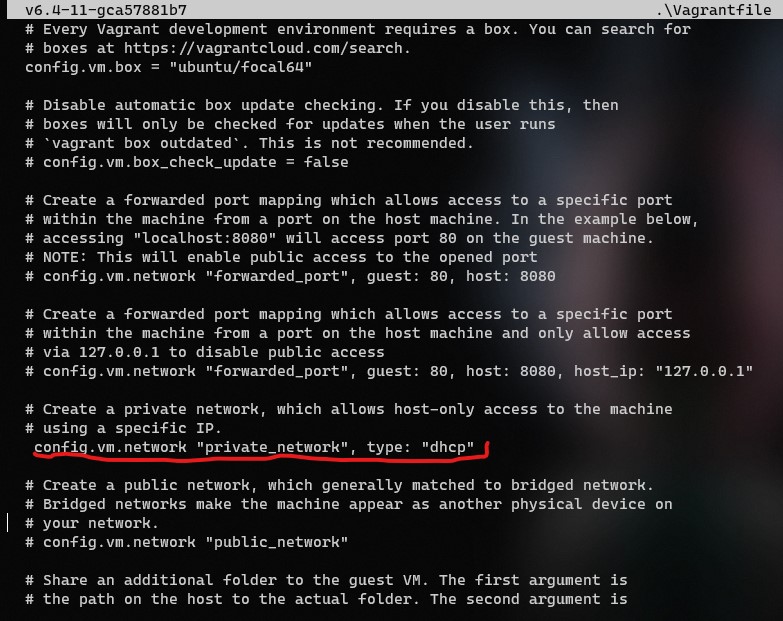 v6.4-11-gca57881b7 .\Vagrantfile
# Every Vagrant development environment requires a box. You can search for
# boxes at https://vagrantcloud.com/search.
config.vm.box = "ubuntu/focal64"
# Disable automatic box update checking. If you disable this, then
# boxes will only be checked for updates when the user runs
# `vagrant box outdated`. This is not recommended.
# config.vm.box_check_update = false
# Create a forwarded port mapping which allows access to a specific port
# within the machine from a port on the host machine. In the example below,
# accessing "localhost:8080" will access port 80 on the guest machine.
# NOTE: This will enable public access to the opened port
# config.vm.network "forwarded_port", guest: 80, host: 8080
# Create a forwarded port mapping which allows access to a specific port
# within the machine from a port on the host machine and only allow access
# via 127.0.0.1 to disable public access
# config.vm.network "forwarded_port", guest: 80, host: 8080, host_ip: "127.0.0.1"
# Create a private network, which allows host-only access to the machine
# using a specific IP.
config.vm.network "private_network", type: "dhcp"
# Create a public network, which generally matched to bridged network.
# Bridged networks make the machine appear as another physical device on
# your network.
# config.vm.network "public_network"
# Share an additional folder to the guest VM. The first argument is
# the path on the host to the actual folder. The second argument is